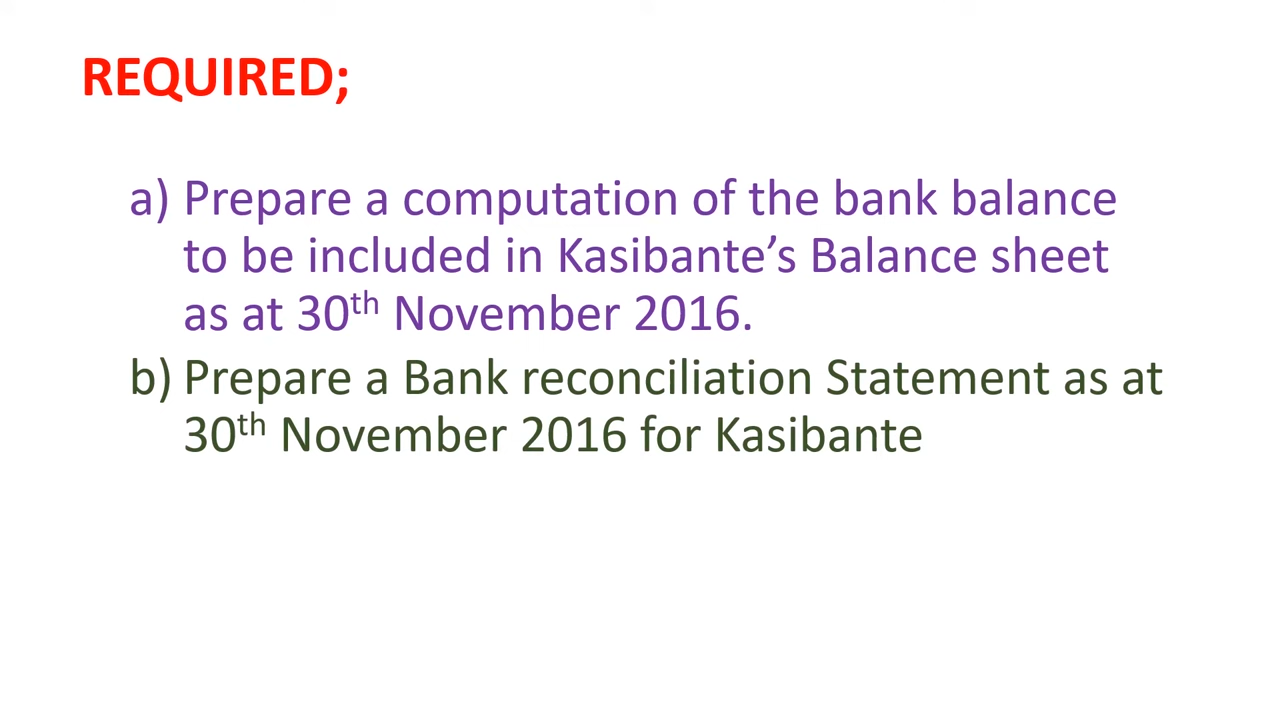 REQUIRED;
a) Prepare a computation of the bank balance
to be included in Kasibante’s Balance sheet
as at 30th November 2016.
b) Prepare a Bank reconciliation Statement as at
30th November 2016 for Kasibante